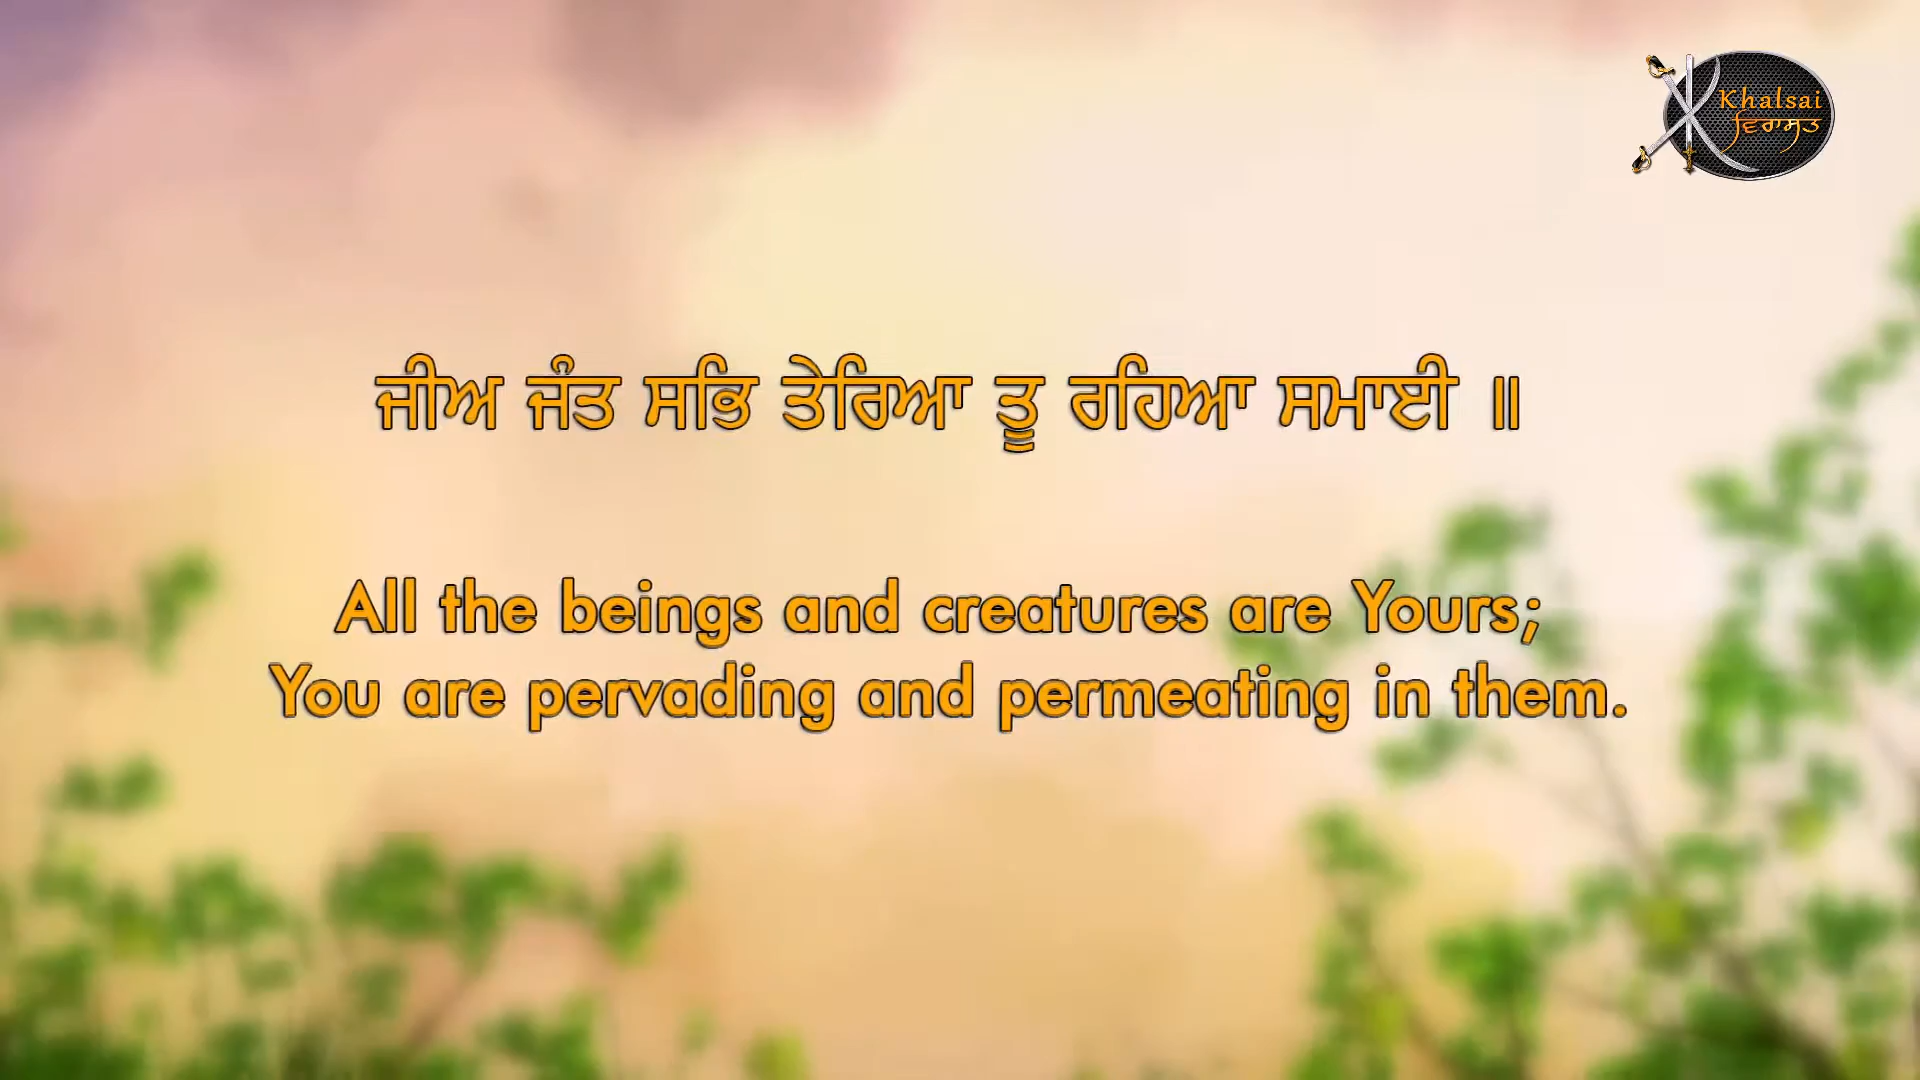 Khalsai
ਵਿਰਾਸਤ
ਜੀਅ ਜੰਤ ਸਭਿ ਤੇਰਿਆ ਤੂ ਰਹਿਆ ਸਮਾਈ ॥
All the beings and creatures are Yours;
You are pervading and permeating in them.